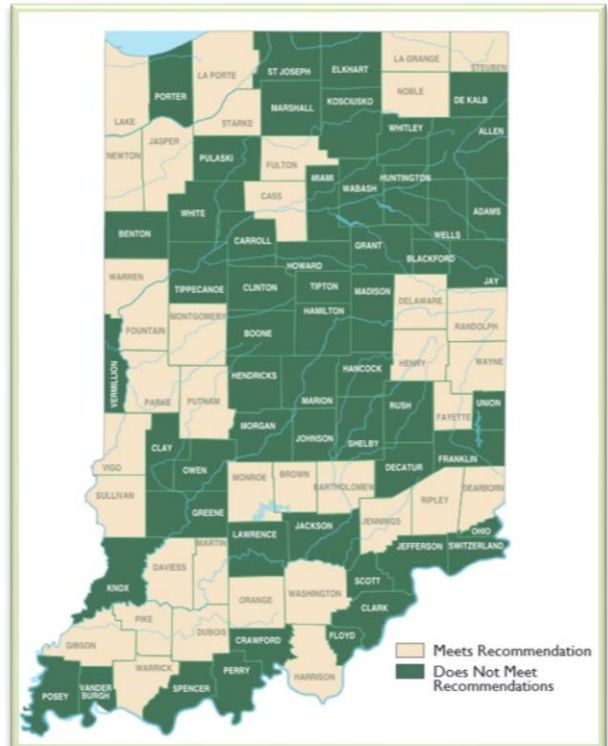 LA GRANGE
STEUBEN
LA PORTE
ST JOSEPH
ELKHART
PORTER
NOBLE
DE KALB
LAKE
MARSHALL
KOSCIUSKO
STARKE
WHITLEY
ALLEN
NEWTON
JASPER
PULASKI
FULTON
MIAMI
HUNTINGTON
WABASH
CASS
WHITE
ADAMS
BENTON
CARROLL
GRANT
WELLS
BLACKFORD
HOWARD
WARREN
TIPPECANOE
CLINTON
TIPTON
MADISON
JAY
DELAWARE
HAMILTON
MONTGOMERY
RANDOLPH
FOUNTAIN
BOONE
VERMILLION
HENRY
WAYNE
HENDRICKS
HANCOCK
PARKE
PUTNAM
MARION
RUSH
FAYETTE
UNION
MORGAN
JOHNSON
SHELBY
CLAY
FRANKLIN
VIGO
OWEN
DECATUR
MONROE
BROWN
BARTHOLOMEW
DEARBORN
SULLIVAN
GREENE
RIPLEY
JACKSON
JENNINGS
OHIO
LAWRENCE
JEFFERSON
SWITZERLAND
MARTIN
DAVIESS
KNOX
SCOTT
ORANGE
WASHINGTON
CLARK
PIKE
DUBOIS
GIBSON
CRAWFORD
FLOYD
WARRICK
PERRY
HARRISON
POSEY
VANDER
BURGH
SPENCER
Meets Recommendation
Does Not Meet
Recommendations